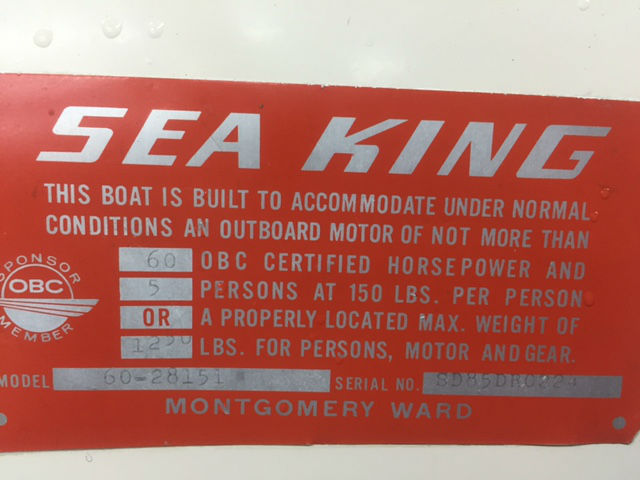 SEA KING
THIS BOAT IS BUILT TO ACCOMMODATE UNDER NORMAL
CONDITIONS AN OUTBOARD MOTOR OF NOT MORE THAN
60 OBC CERTIFIED HORSEPOWER AND
5 PERSONS AT 150 LBS. PER PERSON
OR A PROPERLY LOCATED MAX. WEIGHT OF
LBS. FOR PERSONS, MOTOR AND GEAR.
SPONSOR
OBC
MEMBER
MODEL 60-28151 SERIAL NO.
MONTGOMERY WARD